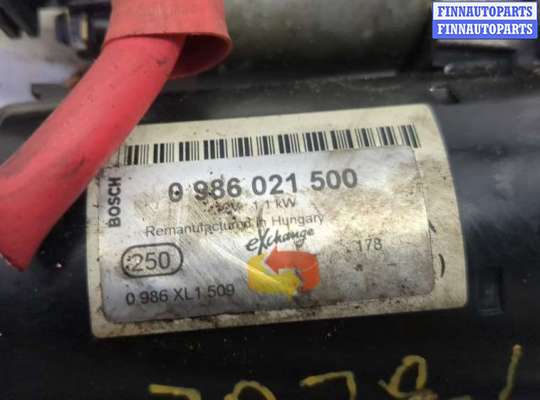 FINNAUTOPARTS
FINNAUTOPARTS
BOSCH
0 986 021 500
1,1 kW
Remanufactured in Hungary
eXchange
178
250
0 986 XL1 509